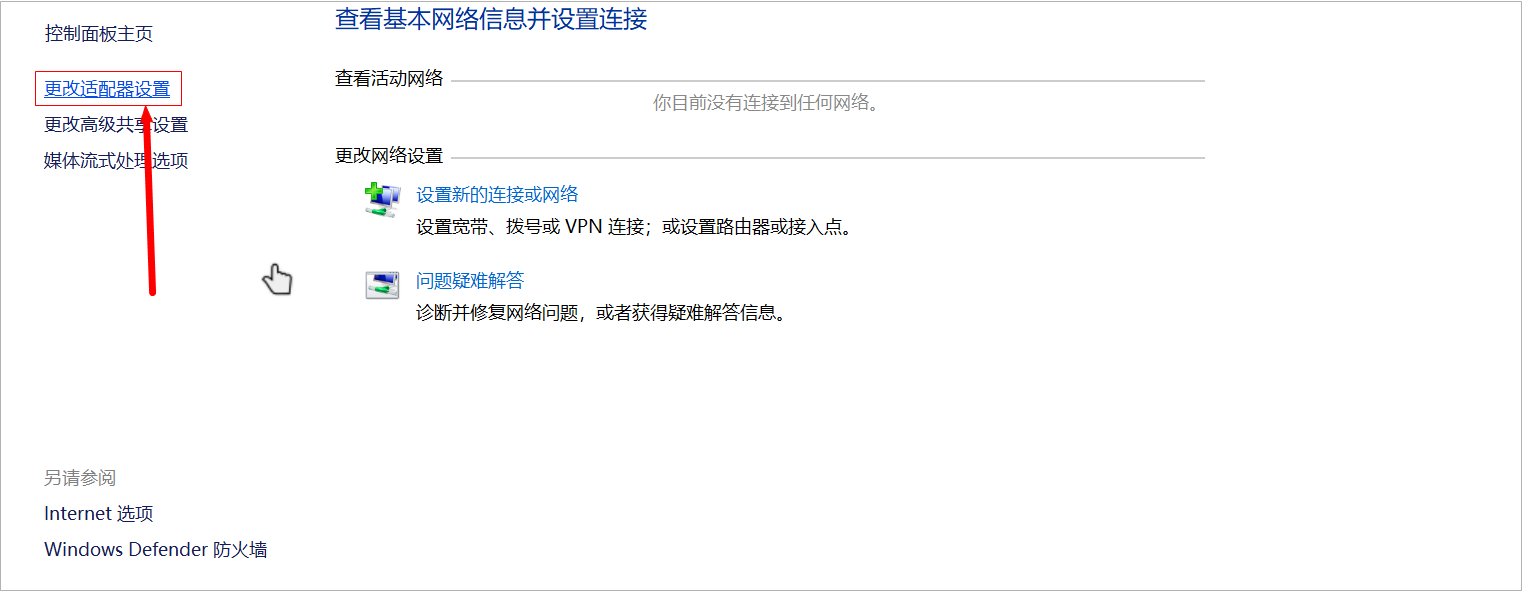 控制面板主页
更改适配器设置
更改高级共享设置
媒体流式处理选项
查看基本网络信息并设置连接
查看活动网络
你目前没有连接到任何网络。
更改网络设置
设置新的连接或网络
设置宽带、拨号或 VPN 连接；或设置路由器或接入点。
问题疑难解答
诊断并修复网络问题，或者获得疑难解答信息。
另请参阅
Internet 选项
Windows Defender 防火墙